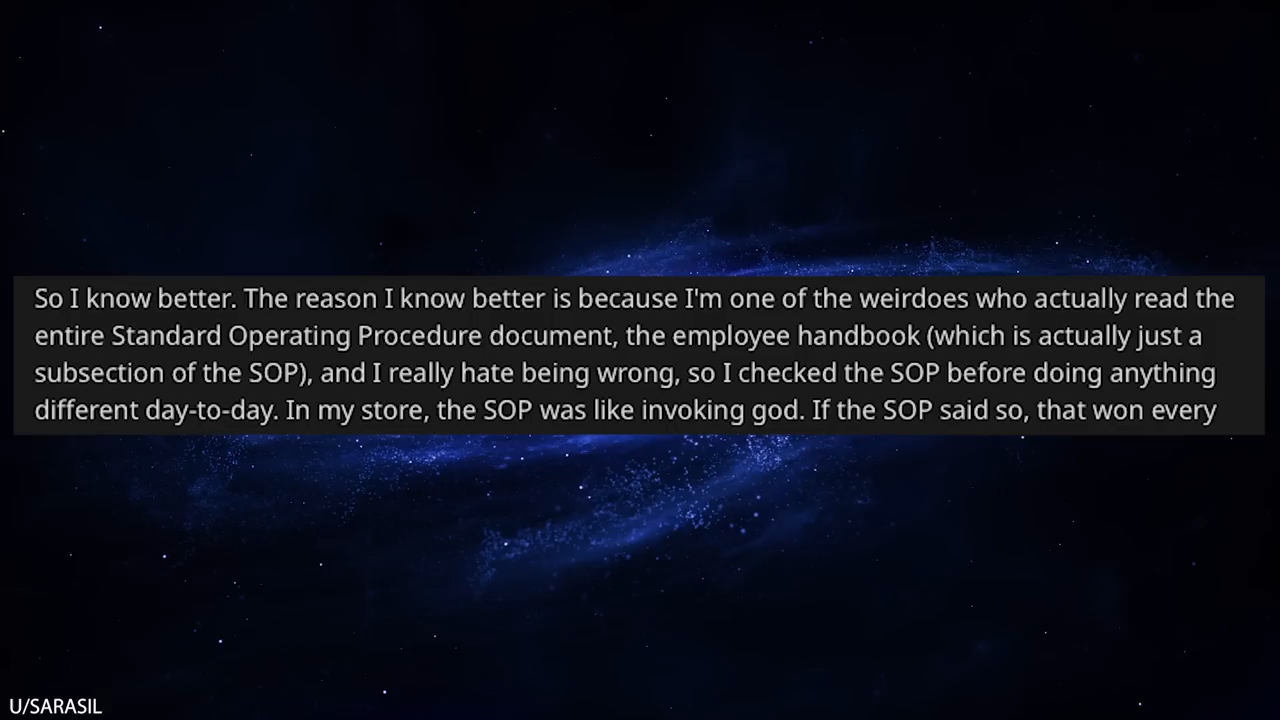 So I know better. The reason I know better is because I'm one of the weirdoes who actually read the
entire Standard Operating Procedure document, the employee handbook (which is actually just a
subsection of the SOP), and I really hate being wrong, so I checked the SOP before doing anything
different day-to-day. In my store, the SOP was like invoking god. If the SOP said so, that won every
U/SARASIL